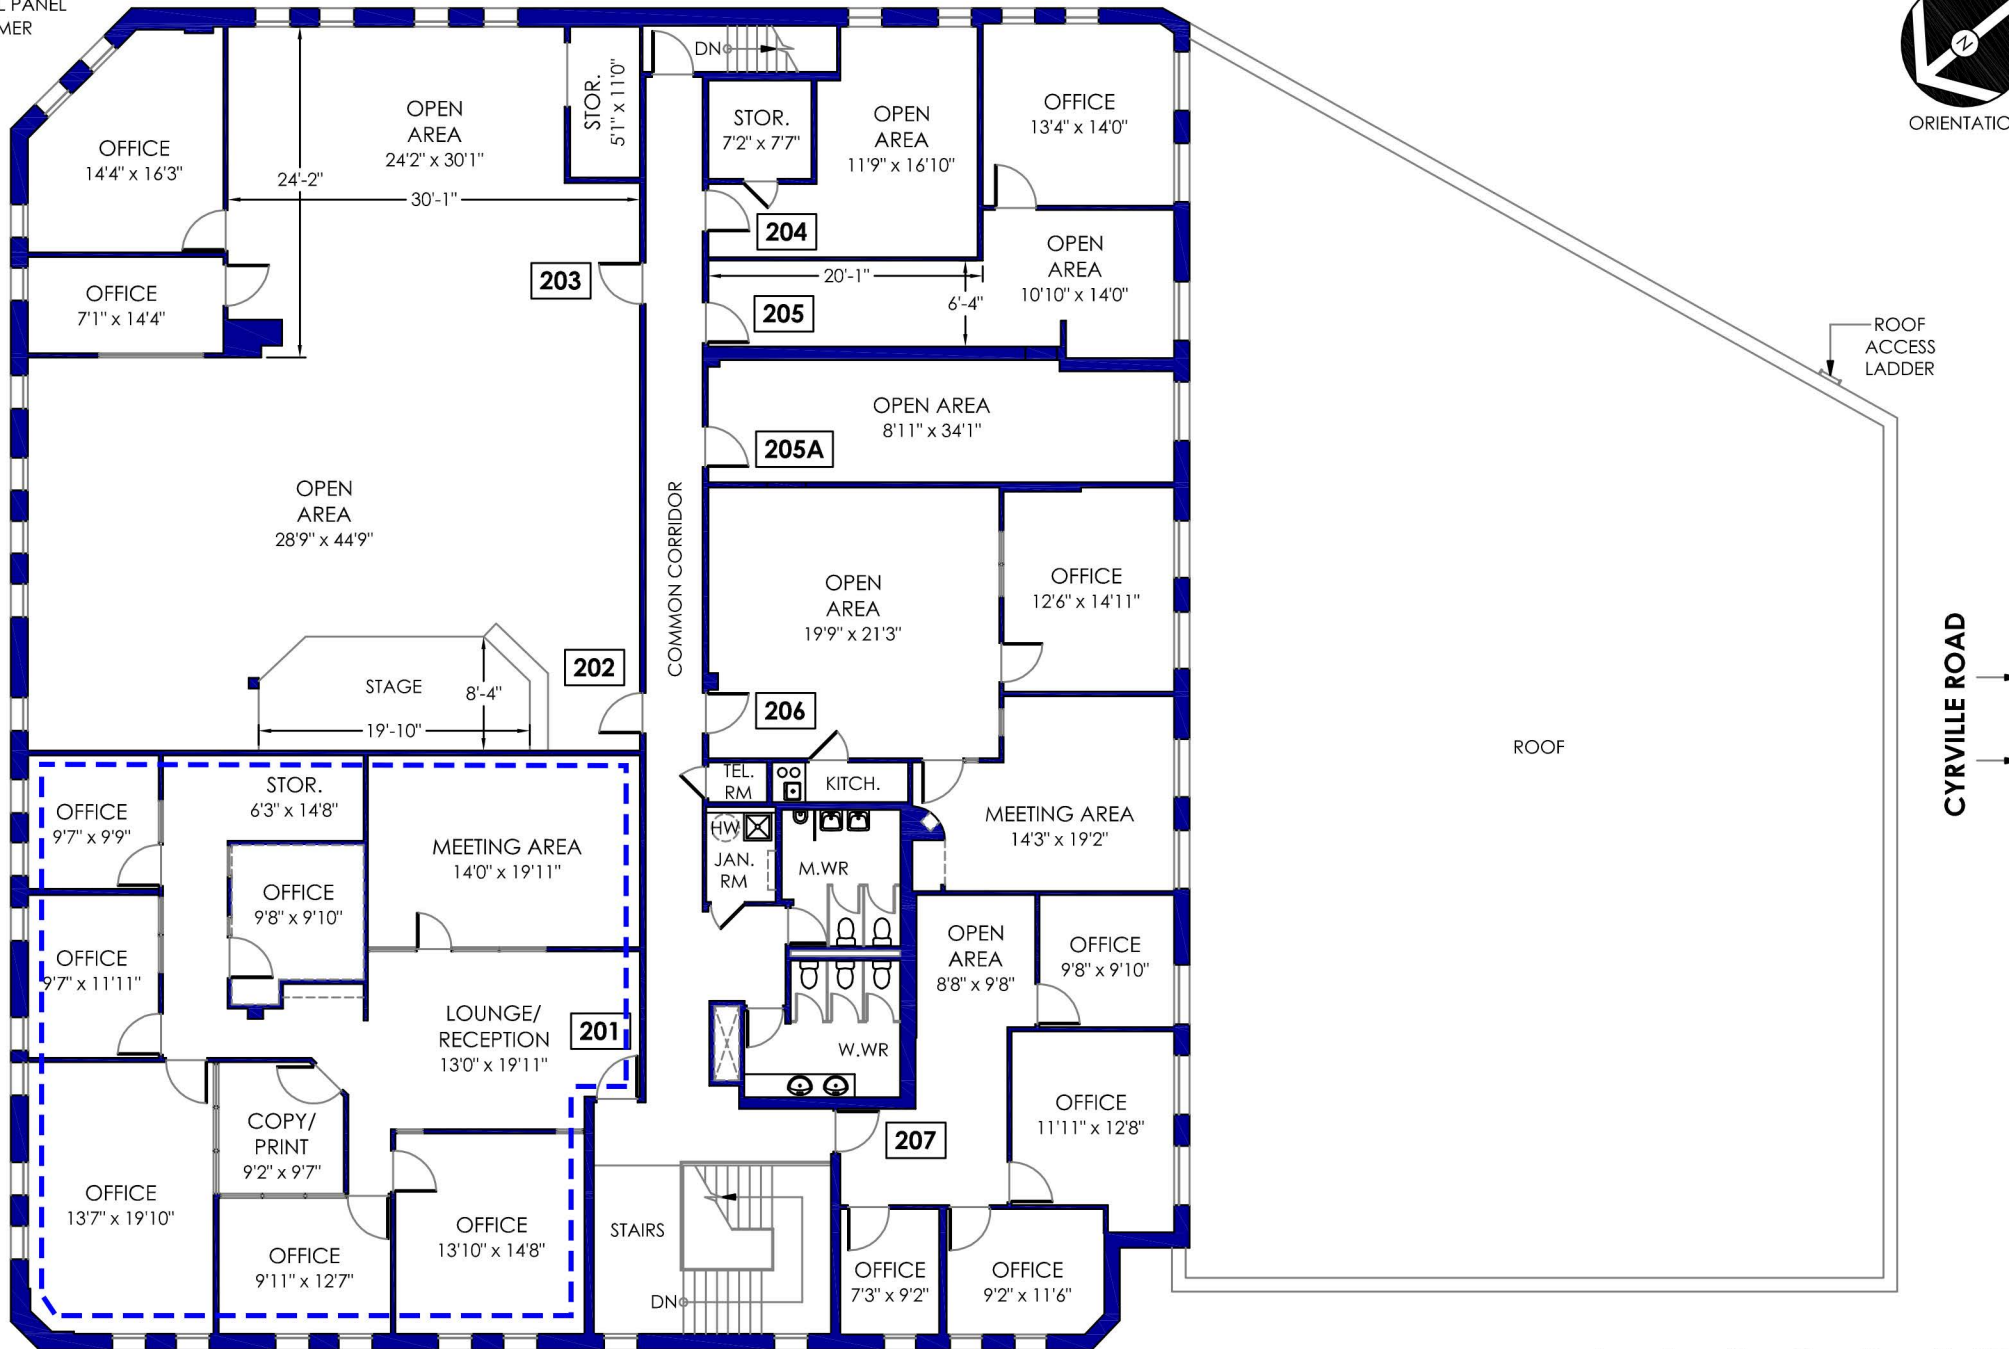 L PANEL
MER
OFFICE
14'4" x 16'3"
OPEN
AREA
24'2" x 30'1"
STOR.
5'1" x 11'0"
24'-2"
30'-1"
OFFICE
7'1" x 14'4"
203
DN
STOR.
7'2" x 7'7"
OPEN
AREA
11'9" x 16'10"
OFFICE
13'4" x 14'0"
204
20'-1"
6'-4"
OPEN
AREA
10'10" x 14'0"
205
N
ORIENTATIO
ROOF
ACCESS
LADDER
OPEN AREA
8'11" x 34'1"
205A
OPEN
AREA
28'9" x 44'9"
COMMON CORRIDOR
OPEN
AREA
19'9" x 21'3"
OFFICE
12'6" x 14'11"
202
STAGE
8'-4"
19'-10"
206
ROOF
CYRVILLE ROAD
TEL.
RM
KITCH.
MEETING AREA
14'3" x 19'2"
OFFICE
9'7" x 9'9"
STOR.
6'3" x 14'8"
MEETING AREA
14'0" x 19'11"
OFFICE
9'8" x 9'10"
HW
JAN.
RM
M.WR
OFFICE
9'7" x 11'11"
LOUNGE/
RECEPTION
13'0" x 19'11"
201
W.WR
OPEN
AREA
8'8" x 9'8"
OFFICE
9'8" x 9'10"
OFFICE
11'11" x 12'8"
207
COPY/
PRINT
9'2" x 9'7"
OFFICE
13'7" x 19'10"
OFFICE
9'11" x 12'7"
OFFICE
13'10" x 14'8"
STAIRS
DN
OFFICE
7'3" x 9'2"
OFFICE
9'2" x 11'6"